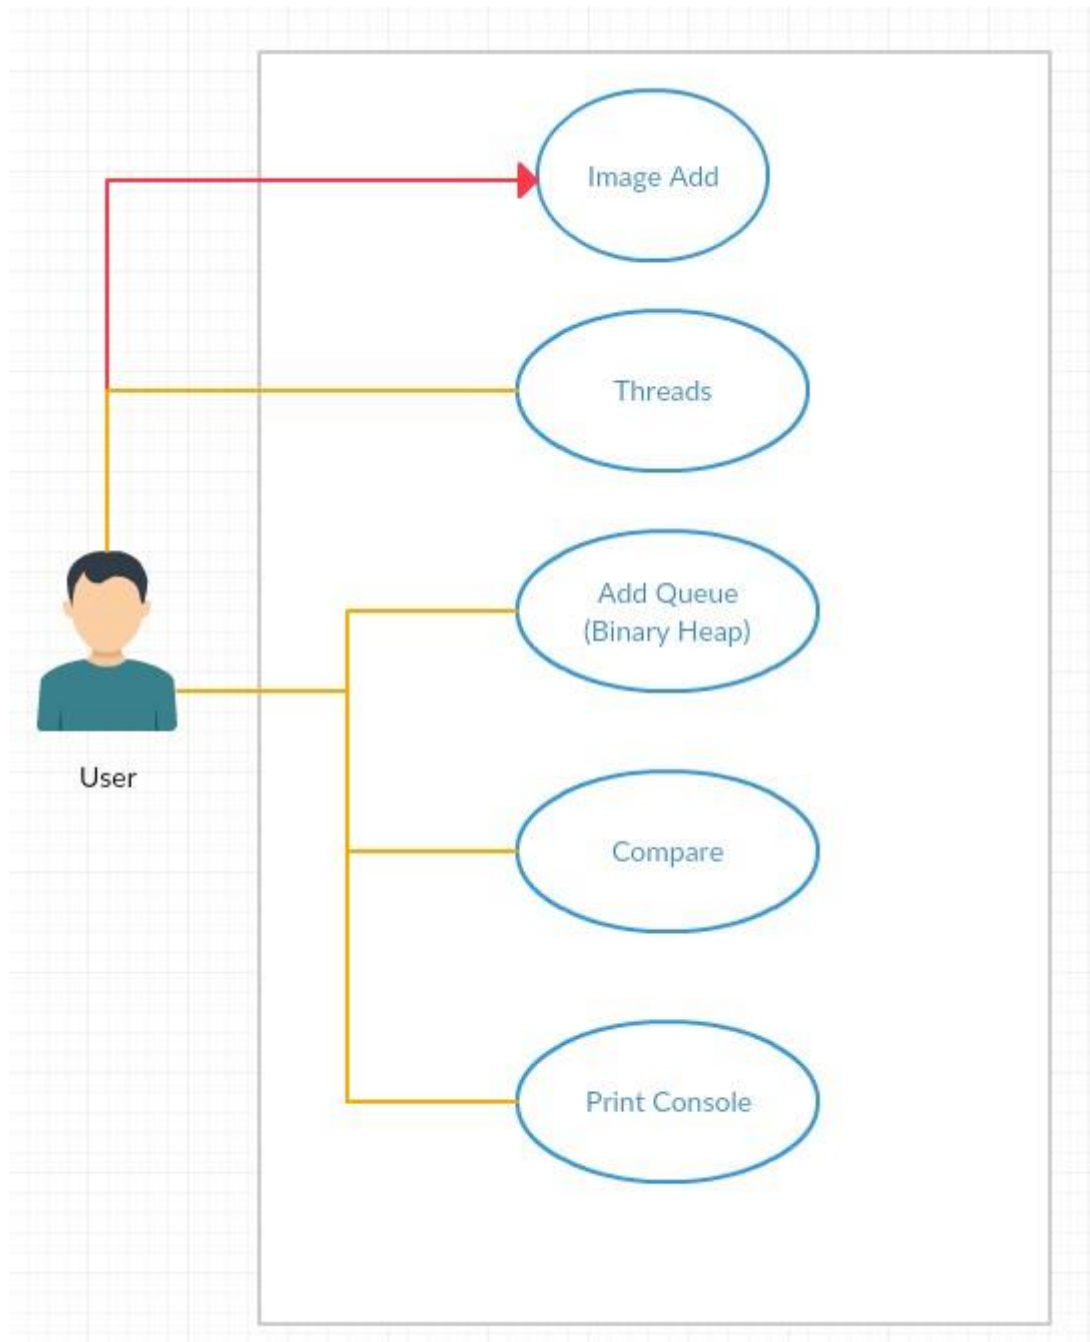 Image Add
Threads
Add Queue
(Binary Heap)
User
Compare
Print Console